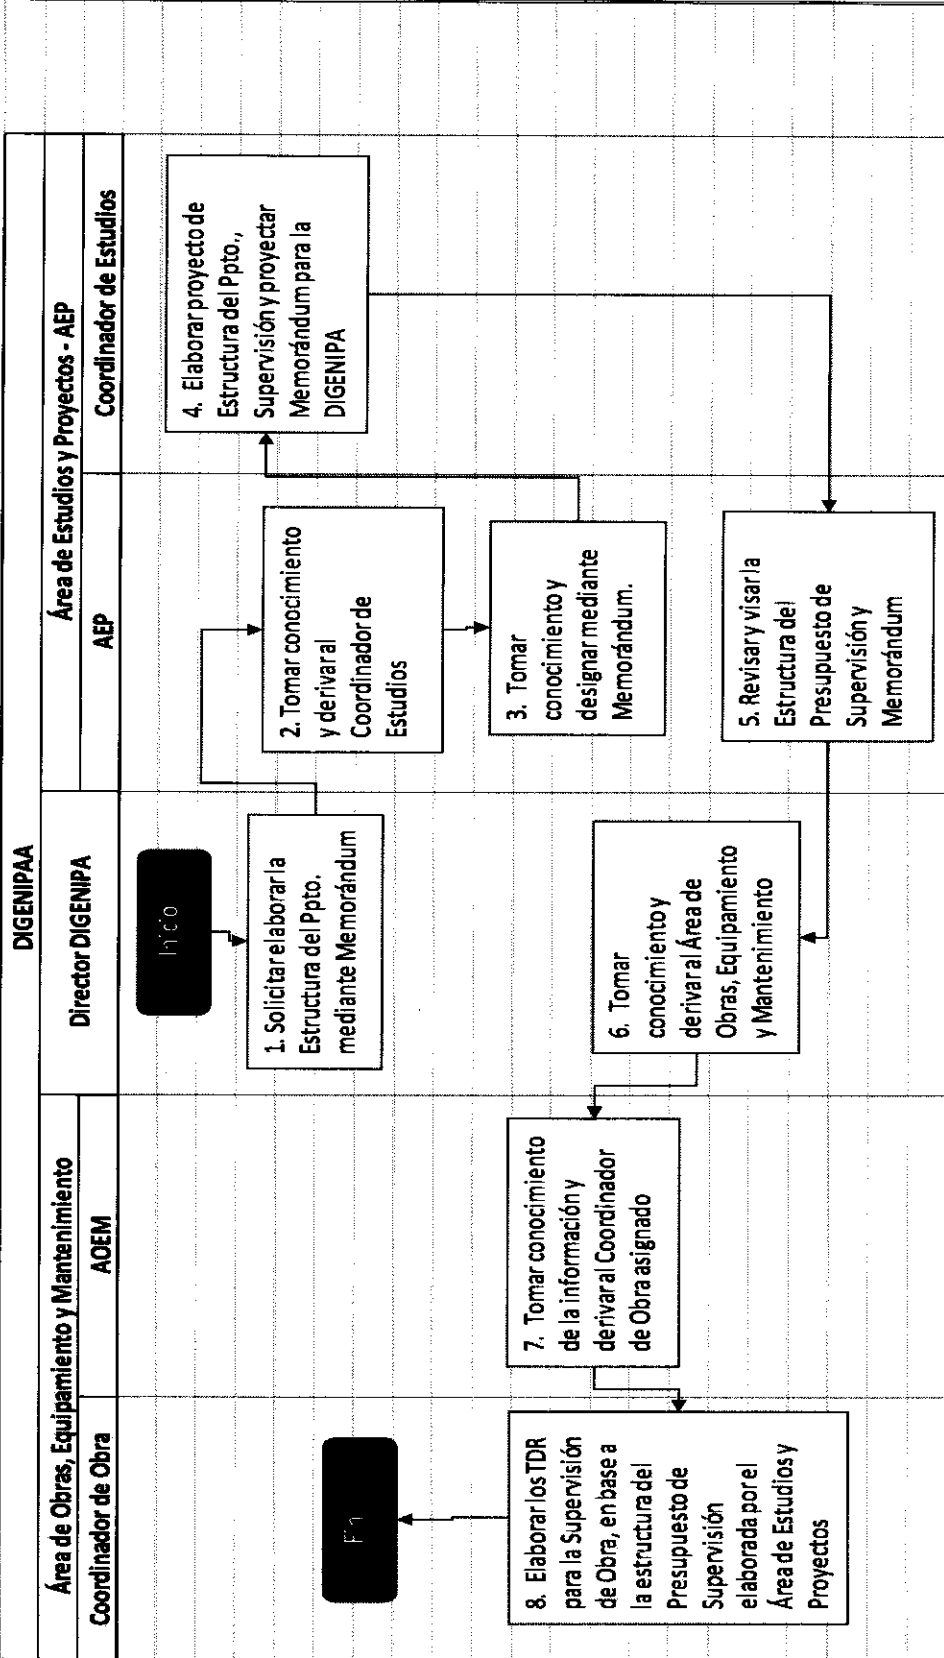 DIGENIPAA
Área de Obras, Equipamiento y Mantenimiento
Director DIGENIPA
Área de Estudios y Proyectos - AEP
Coordinador de Obra
AOEM
AEP
Coordinador de Estudios
Inicio
1. Solicitar elaborar la
Estructura del Ppto.
mediante Memorándum
2. Tomar conocimiento
y derivar al
Coordinador de
Estudios
3. Tomar
conocimiento y
designar mediante
Memorándum.
4. Elaborar proyecto de
Estructura del Ppto.,
Supervisión y proyectar
Memorándum para la
DIGENIPA
5. Revisar y visar la
Estructura del
Presupuesto de
Supervisión y
Memorándum
6. Tomar
conocimiento y
derivar al Área de
Obras, Equipamiento
y Mantenimiento
7. Tomar conocimiento
de la información y
derivar al Coordinador
de Obra asignado
8. Elaborar los TDR
para la Supervisión
de Obra, en base a
la estructura del
Presupuesto de
Supervisión
elaborada por el
Área de Estudios y
Proyectos
Fin